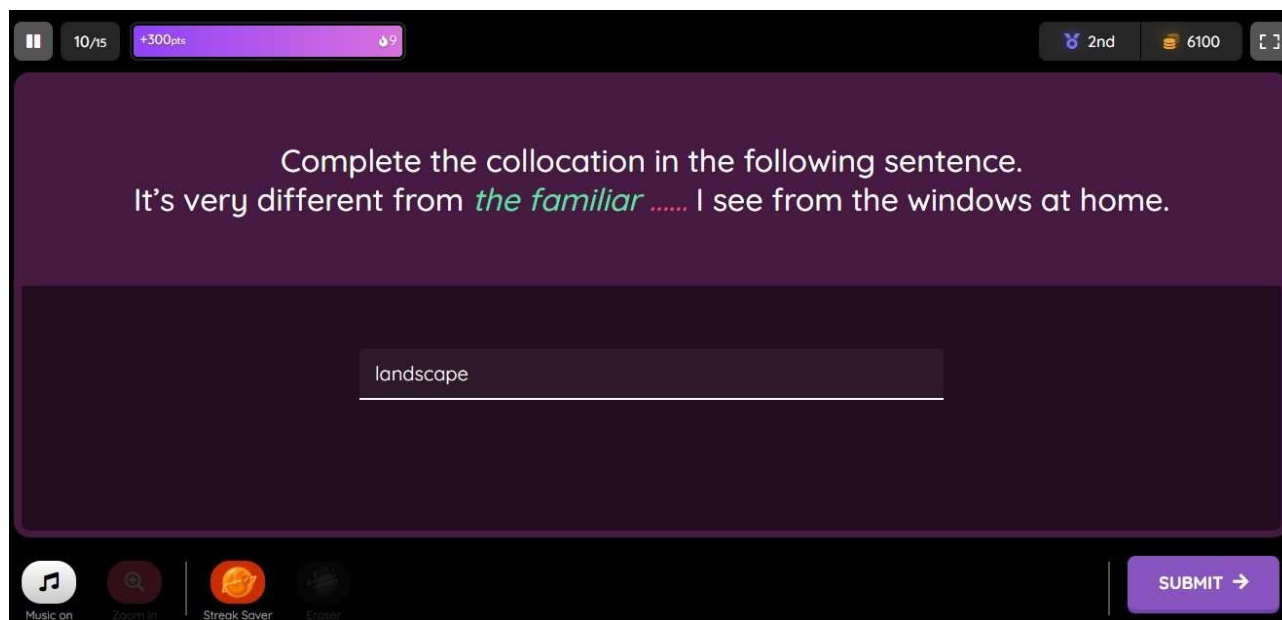 10/15
+300pts
9
2nd
6100
Complete the collocation in the following sentence.
It's very different from the familiar ...... I see from the windows at home.
landscape
Music on
Zoom In
Streak Saver
Eraser
SUBMIT →